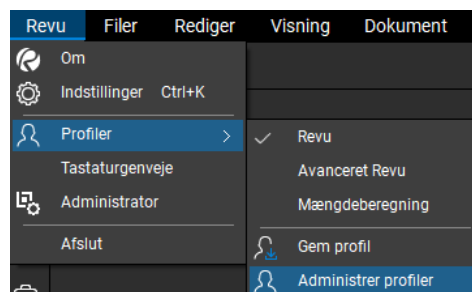 Revu Filer Rediger Visning Dokument
Om
Indstillinger Ctrl+K
Profiler
Revu
Tastaturgenveje
Avanceret Revu
Administrator
Mængdeberegning
Afslut
Gem profil
Administrer profiler